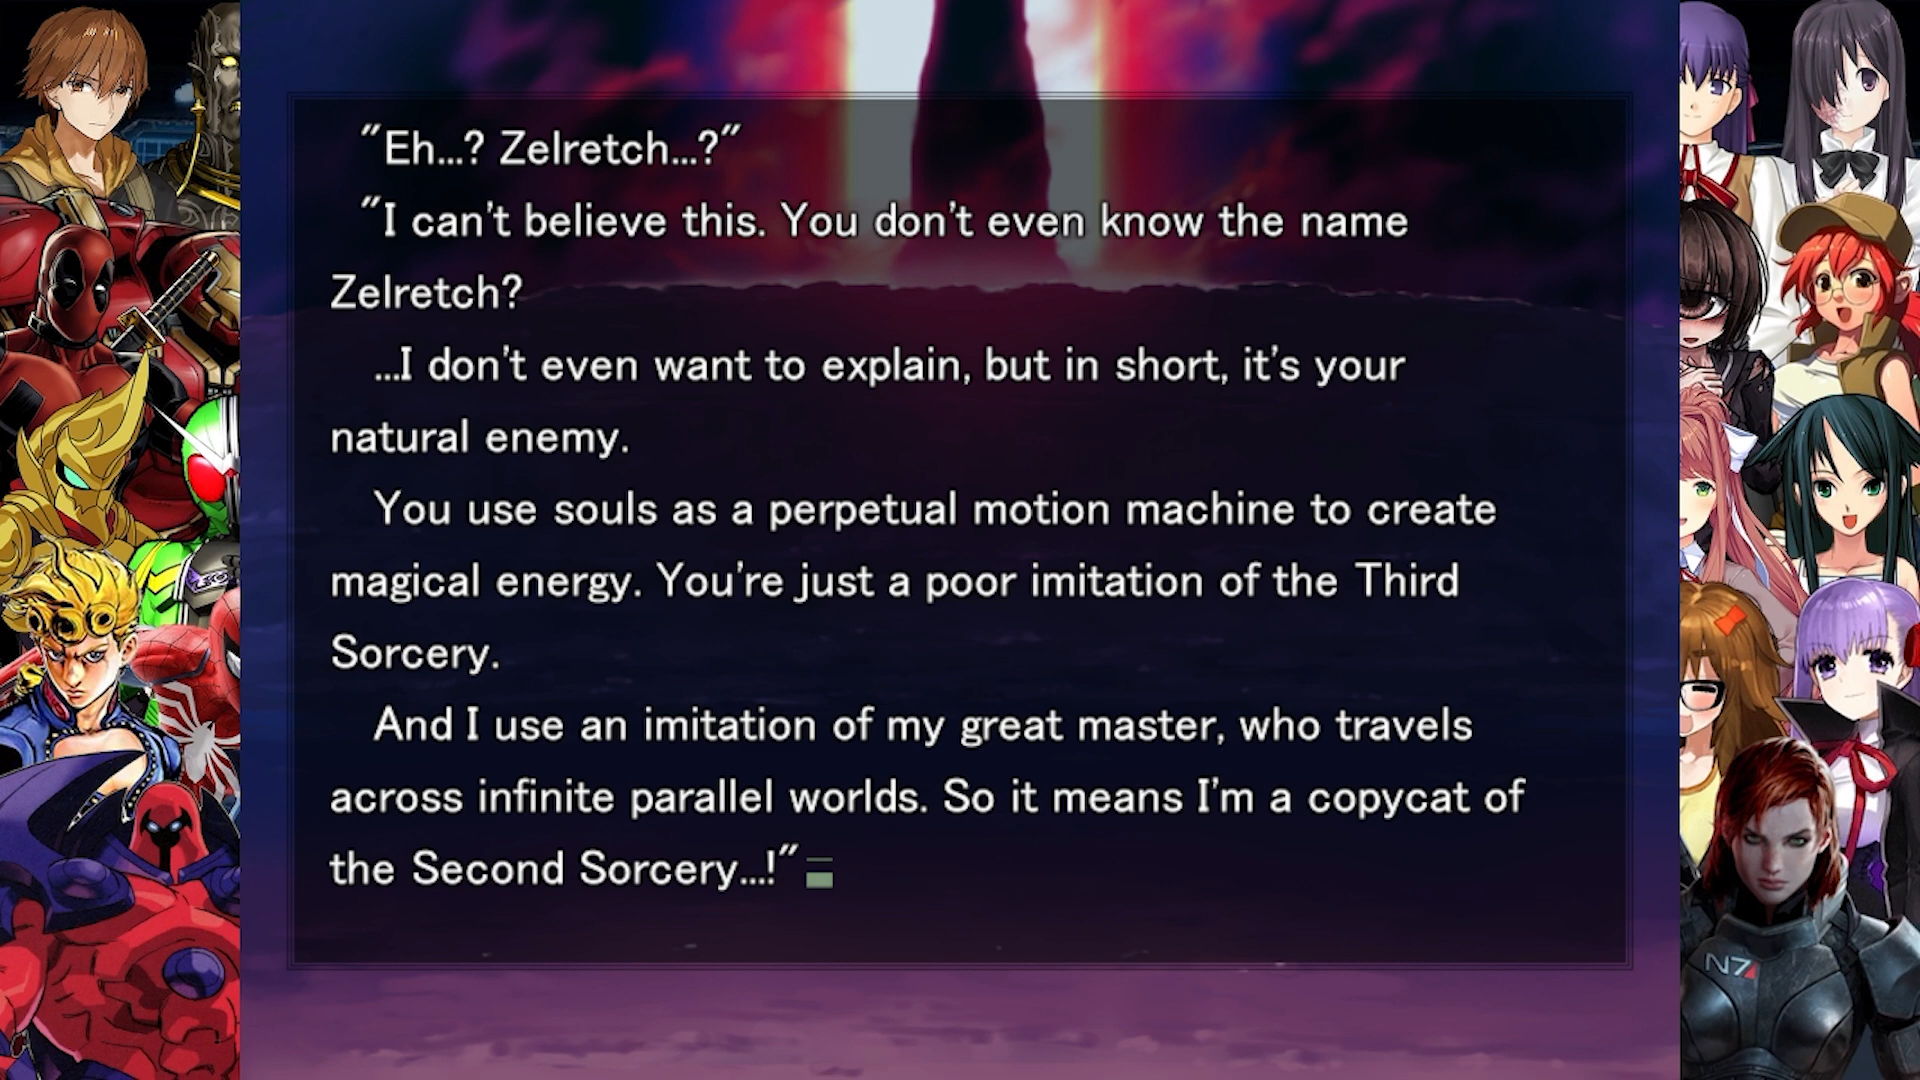 "Eh...? Zelretch...?"
"I can't believe this. You don't even know the name
Zelretch?
...I don't even want to explain, but in short, it's your
natural enemy.
You use souls as a perpetual motion machine to create
magical energy. You're just a poor imitation of the Third
Sorcery.
And I use an imitation of my great master, who travels
across infinite parallel worlds. So it means I'm a copycat of
the Second Sorcery...!"
N7